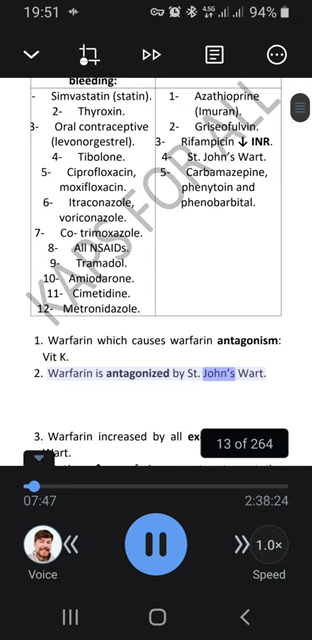 19:51
4.5G
94%
bleeding:
- Simvastatin (statin).
2- Thyroxin.
3- Oral contraceptive
(levonorgestrel).
4- Tibolone.
5- Ciprofloxacin,
moxifloxacin.
6- Itraconazole,
voriconazole.
7- Co- trimoxazole.
8- All NSAIDs.
9- Tramadol.
10- Amiodarone.
11- Cimetidine.
12- Metronidazole.
1- Azathioprine
(Imuran).
2- Griseofulvin.
3- Rifampicin ↓ INR.
4- St. John's Wart.
5- Carbamazepine,
phenytoin and
phenobarbital.
KAPS FOR ALL
1. Warfarin which causes warfarin antagonism:
Vit K.
2. Warfarin is antagonized by St. John's Wart.
3. Warfarin increased by all ex
Wart.
13 of 264
07:47
2:38:24
1.0×
Voice
Speed